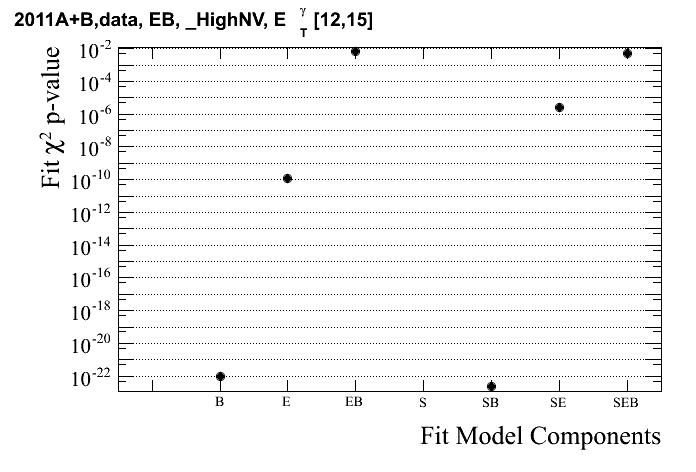 2011A+B,data, EB, _HighNV, E γ T [12,15]
Fit χ² p-value
10⁻²
10⁻⁴
10⁻⁶
10⁻⁸
10⁻¹⁰
10⁻¹²
10⁻¹⁴
10⁻¹⁶
10⁻¹⁸
10⁻²⁰
10⁻²²
B E EB S SB SE SEB
Fit Model Components